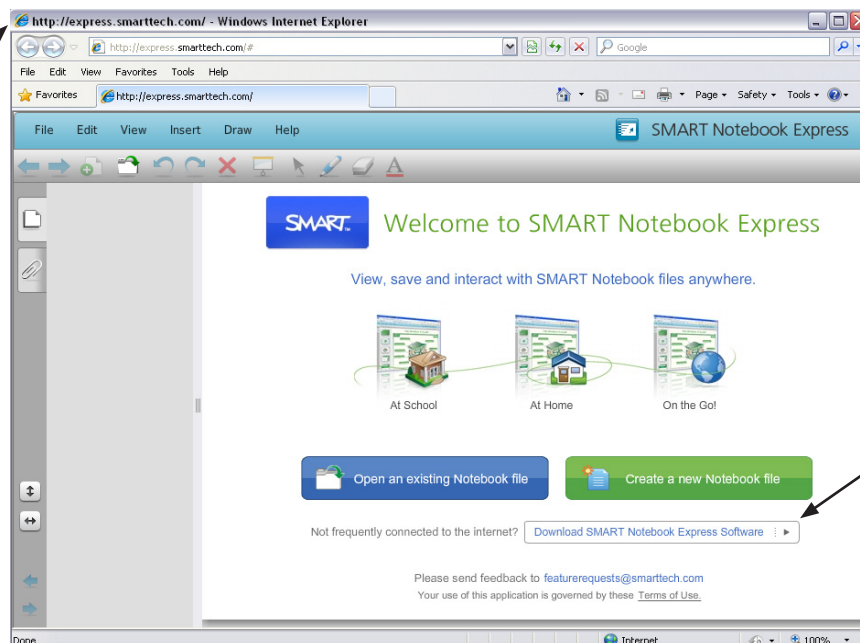 http://express.smarttech.com/ - Windows Internet Explorer
http://express.smarttech.com/#
Google
File Edit View Favorites Tools Help
Favorites
http://express.smarttech.com/
Page Safety Tools
File Edit View Insert Draw Help
SMART Notebook Express
A
SMART™
Welcome to SMART Notebook Express
View, save and interact with SMART Notebook files anywhere.
At School
At Home
On the Go!
Open an existing Notebook file
Create a new Notebook file
Not frequently connected to the internet? Download SMART Notebook Express Software
Please send feedback to featurerequests@smarttech.com
Your use of this application is governed by these Terms of Use.
Done
Internet
100%